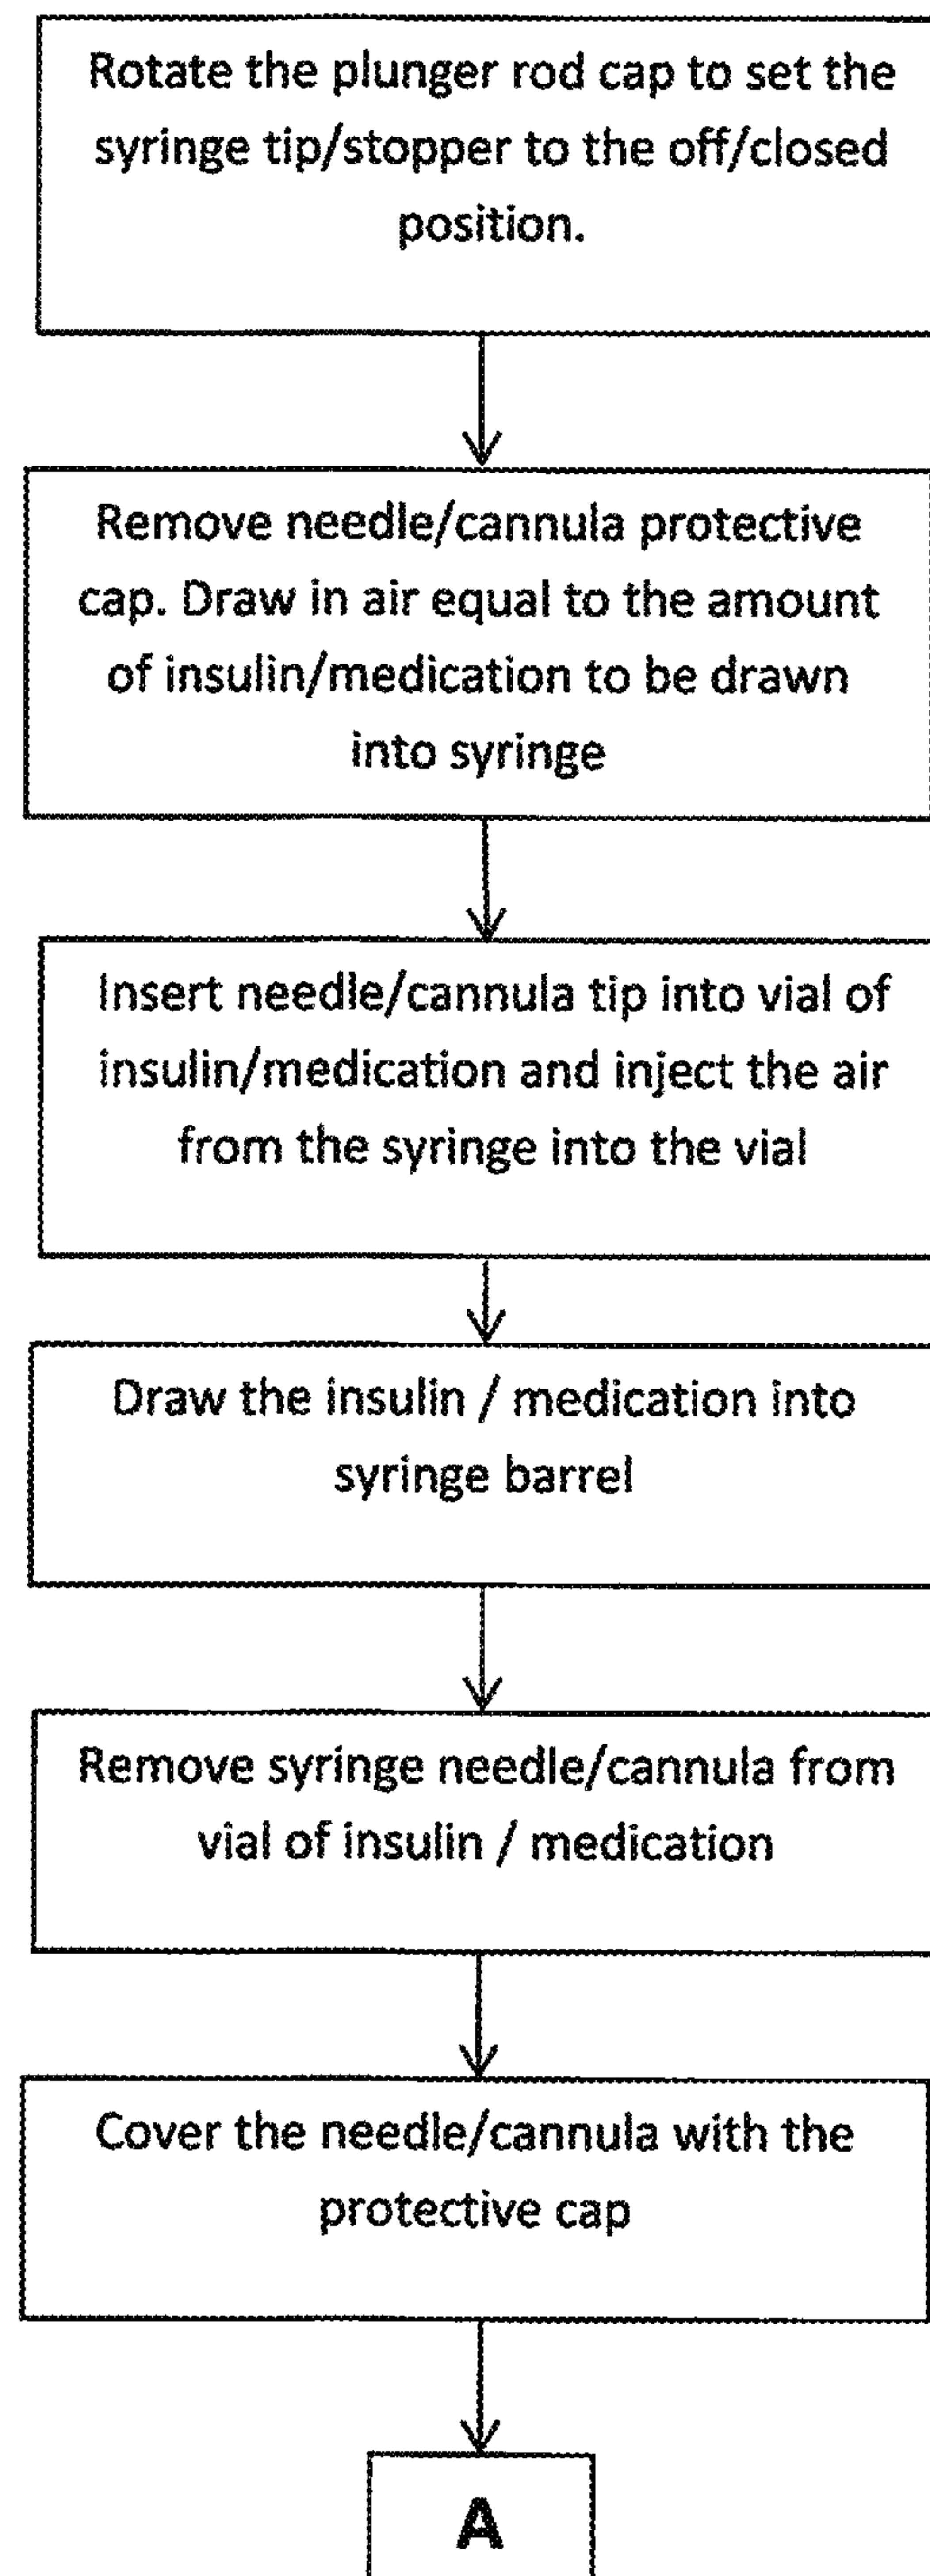 Rotate the plunger rod cap to set the
syringe tip/stopper to the off/closed
position.
Remove needle/cannula protective
cap. Draw in air equal to the amount
of insulin/medication to be drawn
into syringe
Insert needle/cannula tip into vial of
insulin/medication and inject the air
from the syringe into the vial
Draw the insulin / medication into
syringe barrel
Remove syringe needle/cannula from
vial of insulin / medication
Cover the needle/cannula with the
protective cap
A